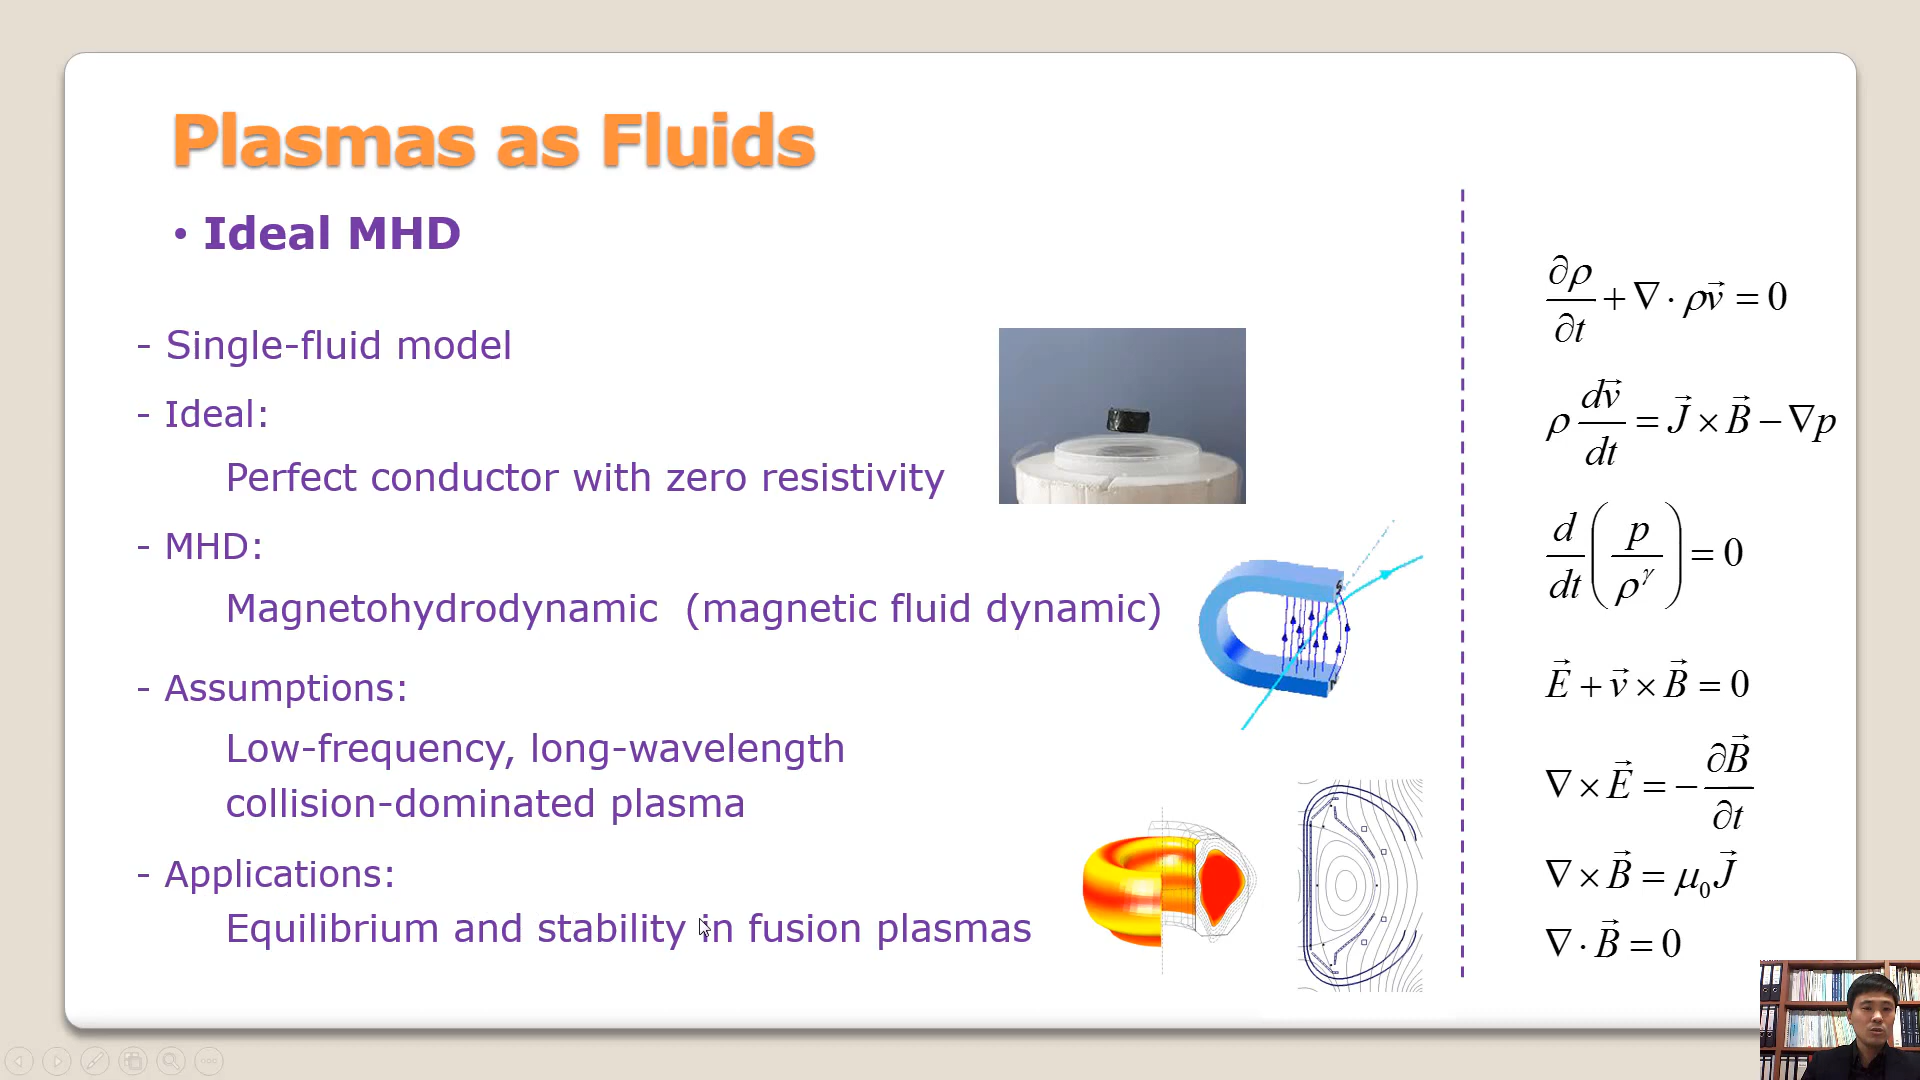 Plasmas as Fluids
• Ideal MHD
- Single-fluid model
- Ideal:
Perfect conductor with zero resistivity
- MHD:
Magnetohydrodynamic (magnetic fluid dynamic)
- Assumptions:
Low-frequency, long-wavelength
collision-dominated plasma
- Applications:
Equilibrium and stability in fusion plasmas
∂ρ/∂t + ∇ · ρv⃗ = 0
ρ dv⃗/dt = J⃗ × B⃗ − ∇p
d/dt (p/ρ^γ) = 0
E⃗ + v⃗ × B⃗ = 0
∇ × E⃗ = − ∂B⃗/∂t
∇ × B⃗ = μ₀J⃗
∇ · B⃗ = 0